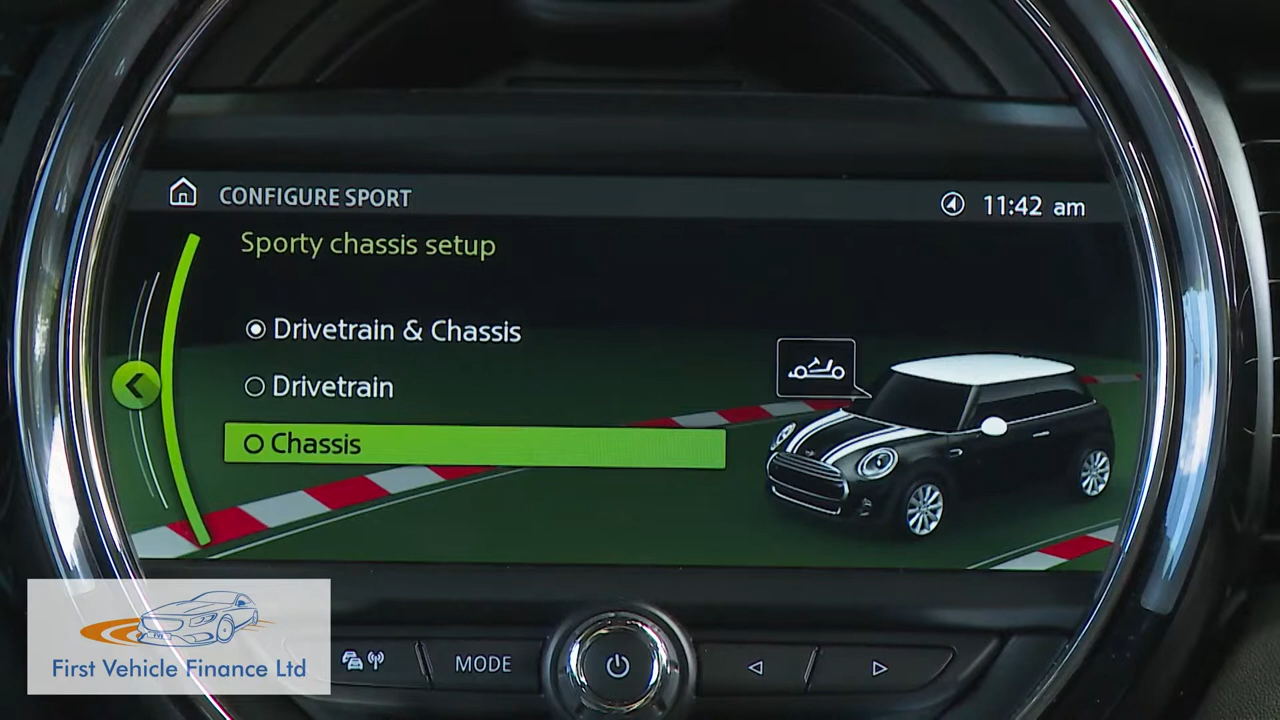 CONFIGURE SPORT
11:42 am
Sporty chassis setup
Drivetrain & Chassis
Drivetrain
Chassis
MODE
First Vehicle Finance Ltd